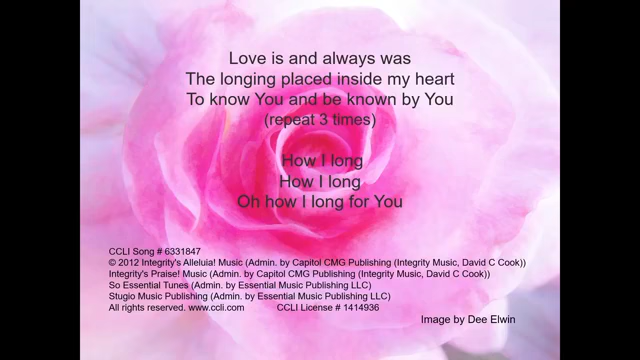 Love is and always was
The longing placed inside my heart
To know You and be known by You
(repeat 3 times)
How I long
How I long
Oh how I long for You
CCLI Song # 6331847
© 2012 Integrity's Alleluia! Music (Admin. by Capitol CMG Publishing (Integrity Music, David C Cook))
Integrity's Praise! Music (Admin. by Capitol CMG Publishing (Integrity Music, David C Cook))
So Essential Tunes (Admin. by Essential Music Publishing LLC)
Stugio Music Publishing (Admin. by Essential Music Publishing LLC)
All rights reserved. www.ccli.com CCLI License # 1414936
Image by Dee Elwin